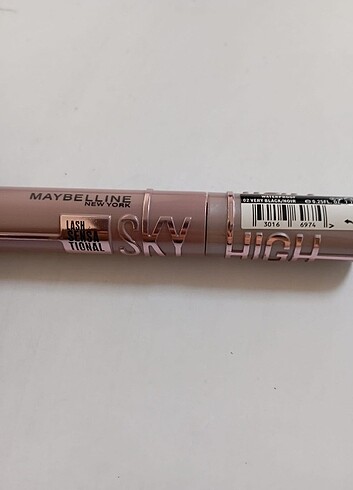 MAYBELLINE
NEW YORK
LASH
SENSA
TIONAL
SKY HIGH
02 VERY BLACK/NOIR
3016 6974